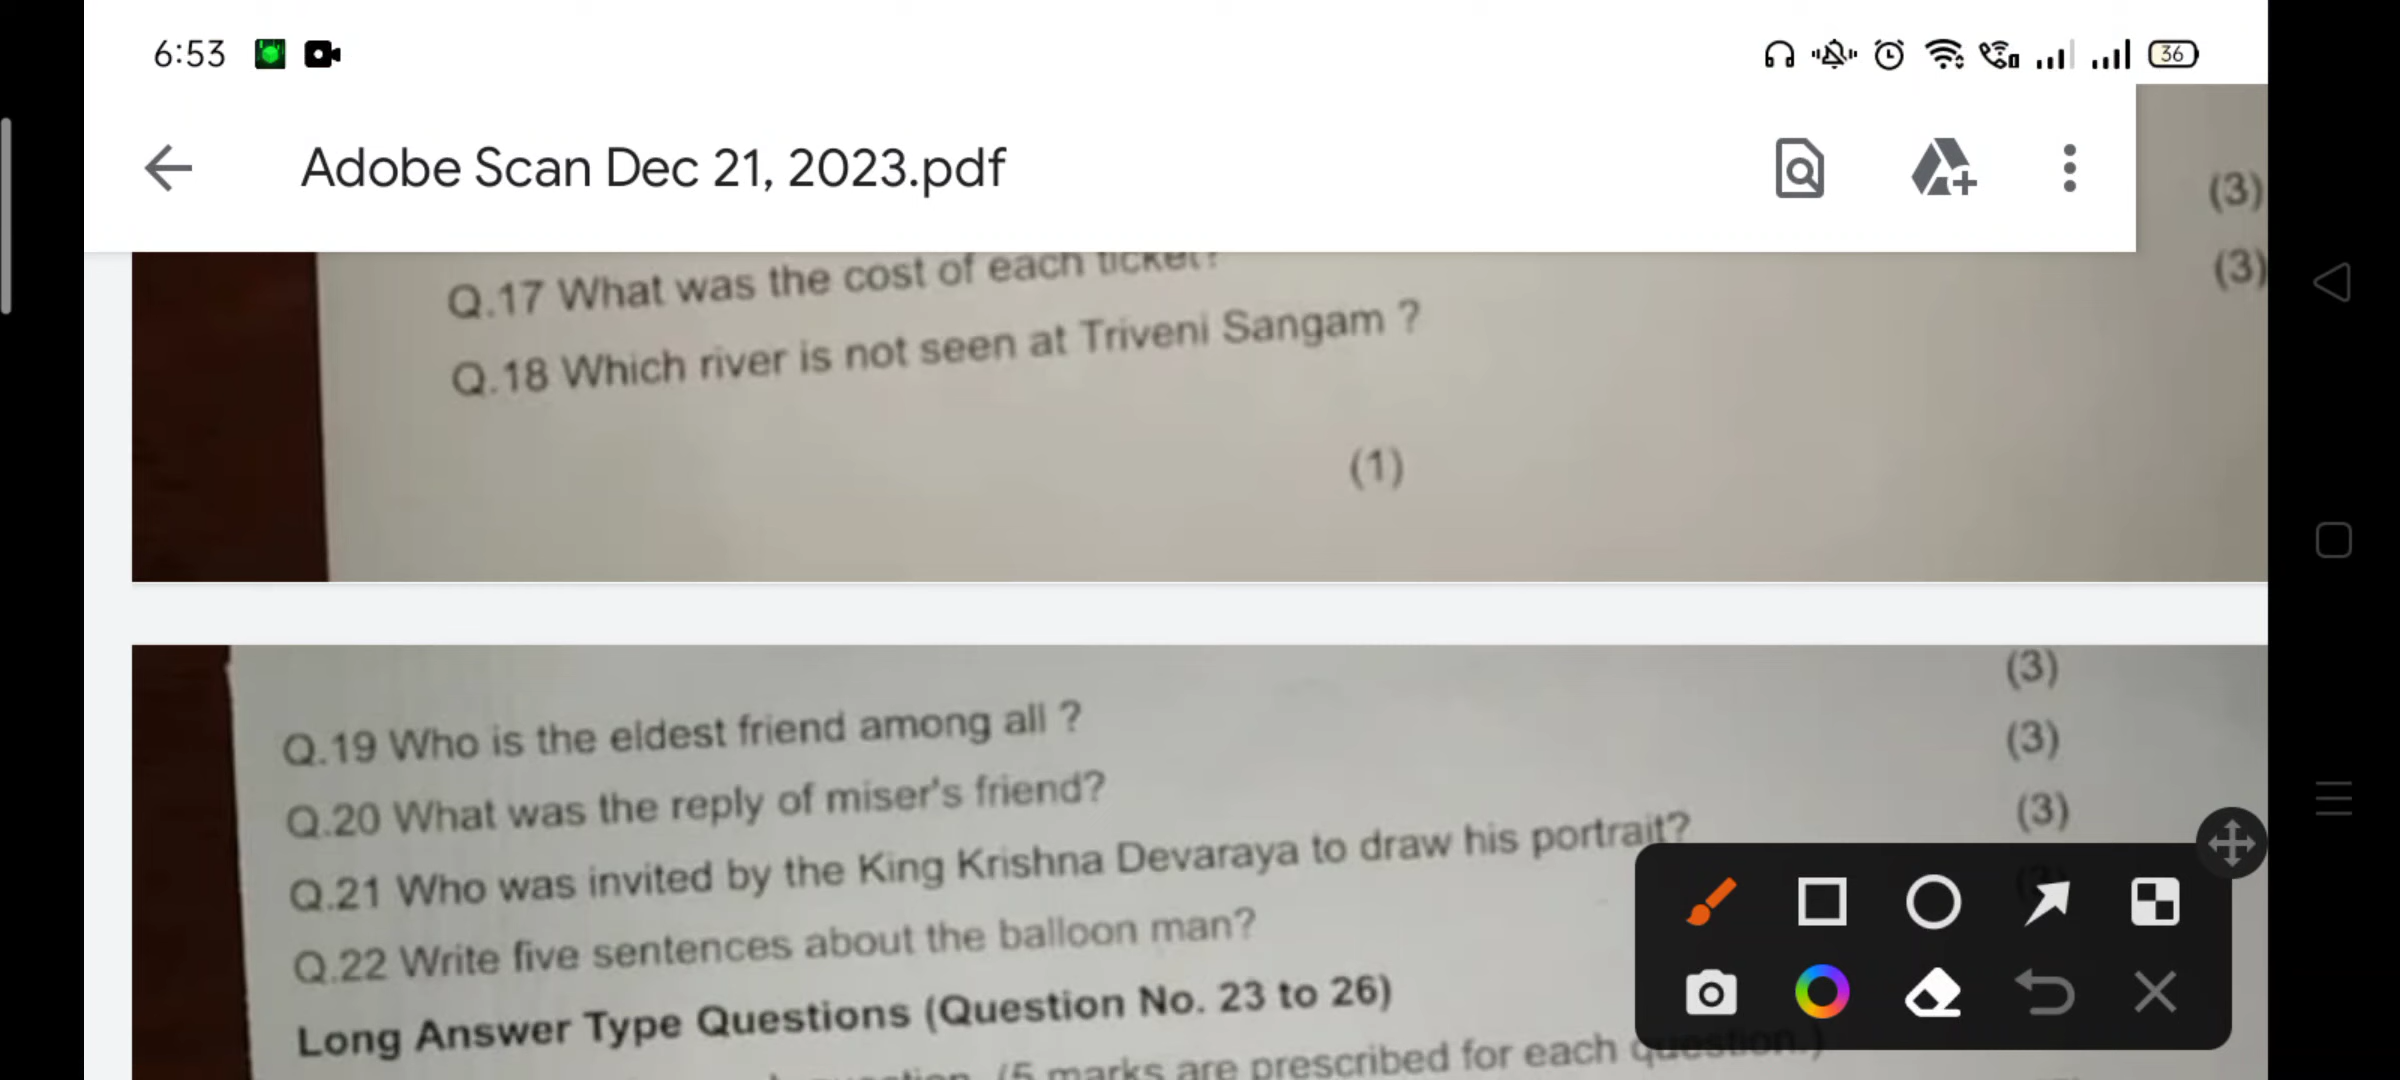 6:53
36
Adobe Scan Dec 21, 2023.pdf
(3)
Q.17 What was the cost of each ticket?
(3)
Q.18 Which river is not seen at Triveni Sangam ?
(1)
(3)
Q.19 Who is the eldest friend among all ?
(3)
Q.20 What was the reply of miser's friend?
(3)
Q.21 Who was invited by the King Krishna Devaraya to draw his portrait?
Q.22 Write five sentences about the balloon man?
Long Answer Type Questions (Question No. 23 to 26)
(5 marks are prescribed for each question.)